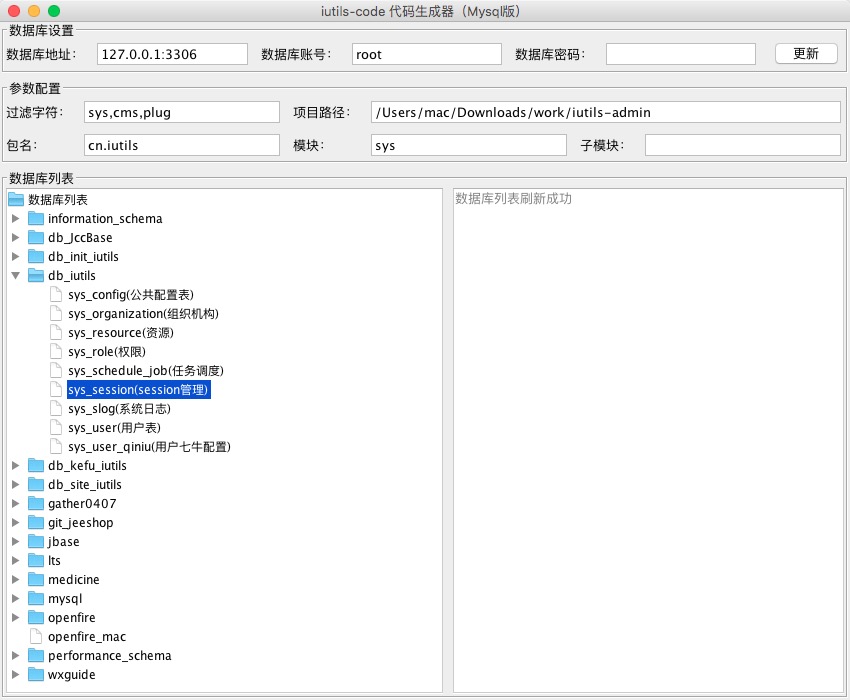 iutils-code 代码生成器（Mysql版）
数据库设置
数据库地址： 127.0.0.1:3306 数据库账号： root 数据库密码： 更新
参数配置
过滤字符： sys,cms,plug 项目路径： /Users/mac/Downloads/work/iutils-admin
包名： cn.iutils 模块： sys 子模块：
数据库列表
数据库列表
information_schema
db_JccBase
db_init_iutils
db_iutils
sys_config(公共配置表)
sys_organization(组织机构)
sys_resource(资源)
sys_role(权限)
sys_schedule_job(任务调度)
sys_session(session管理)
sys_slog(系统日志)
sys_user(用户表)
sys_user_qiniu(用户七牛配置)
db_kefu_iutils
db_site_iutils
gather0407
git_jeeshop
jbase
lts
medicine
mysql
openfire
openfire_mac
performance_schema
wxguide
数据库列表刷新成功